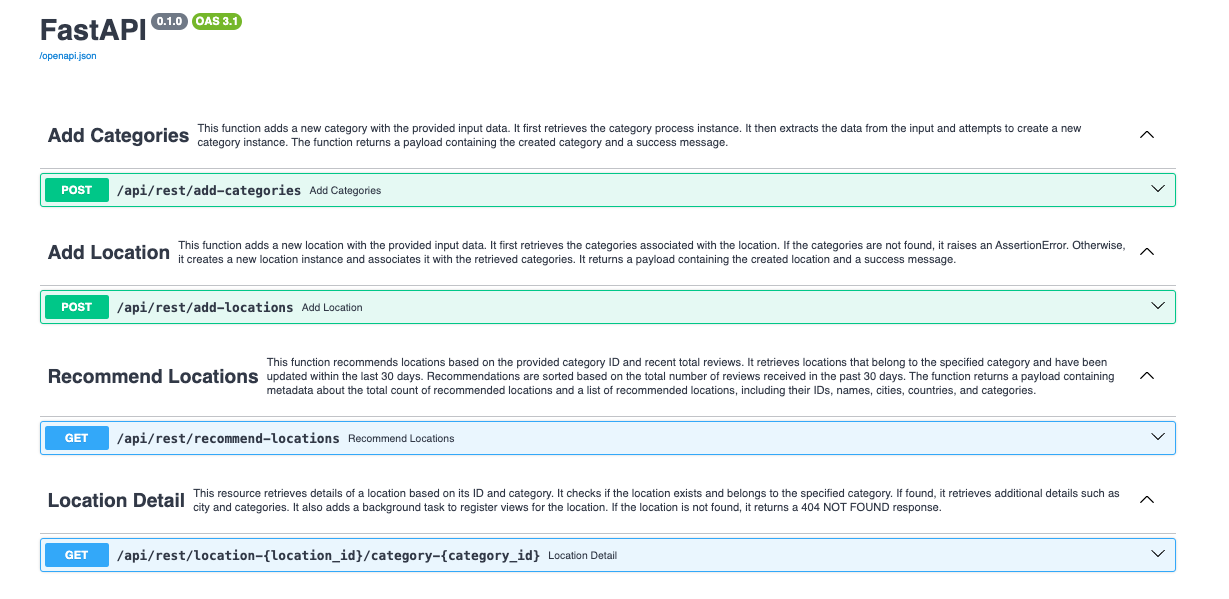 FastAPI 0.1.0 OAS 3.1
/openapi.json
Add Categories
This function adds a new category with the provided input data. It first retrieves the category process instance. It then extracts the data from the input and attempts to create a new
category instance. The function returns a payload containing the created category and a success message.
POST /api/rest/add-categories Add Categories
Add Location
This function adds a new location with the provided input data. It first retrieves the categories associated with the location. If the categories are not found, it raises an AssertionError. Otherwise,
it creates a new location instance and associates it with the retrieved categories. It returns a payload containing the created location and a success message.
POST /api/rest/add-locations Add Location
Recommend Locations
This function recommends locations based on the provided category ID and recent total reviews. It retrieves locations that belong to the specified category and have been
updated within the last 30 days. Recommendations are sorted based on the total number of reviews received in the past 30 days. The function returns a payload containing
metadata about the total count of recommended locations and a list of recommended locations, including their IDs, names, cities, countries, and categories.
GET /api/rest/recommend-locations Recommend Locations
Location Detail
This resource retrieves details of a location based on its ID and category. It checks if the location exists and belongs to the specified category. If found, it retrieves additional details such as
city and categories. It also adds a background task to register views for the location. If the location is not found, it returns a 404 NOT FOUND response.
GET /api/rest/location-{location_id}/category-{category_id} Location Detail